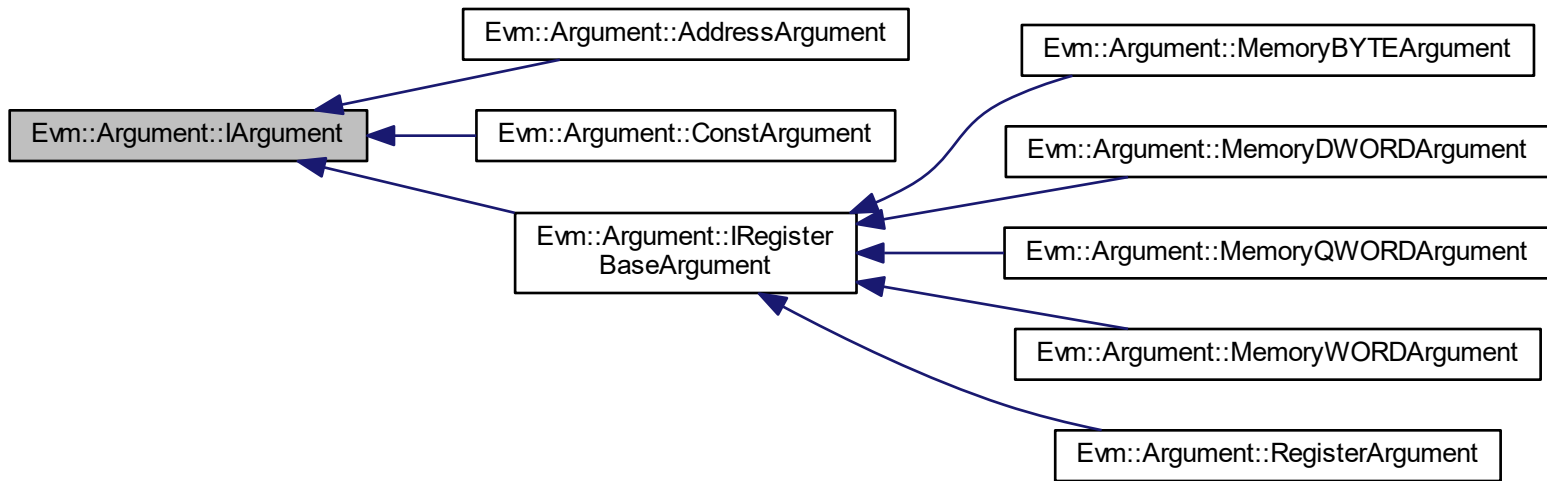 Evm::Argument::AddressArgument
Evm::Argument::MemoryBYTEArgument
Evm::Argument::IArgument
Evm::Argument::ConstArgument
Evm::Argument::MemoryDWORDArgument
Evm::Argument::IRegister
BaseArgument
Evm::Argument::MemoryQWORDArgument
Evm::Argument::MemoryWORDArgument
Evm::Argument::RegisterArgument